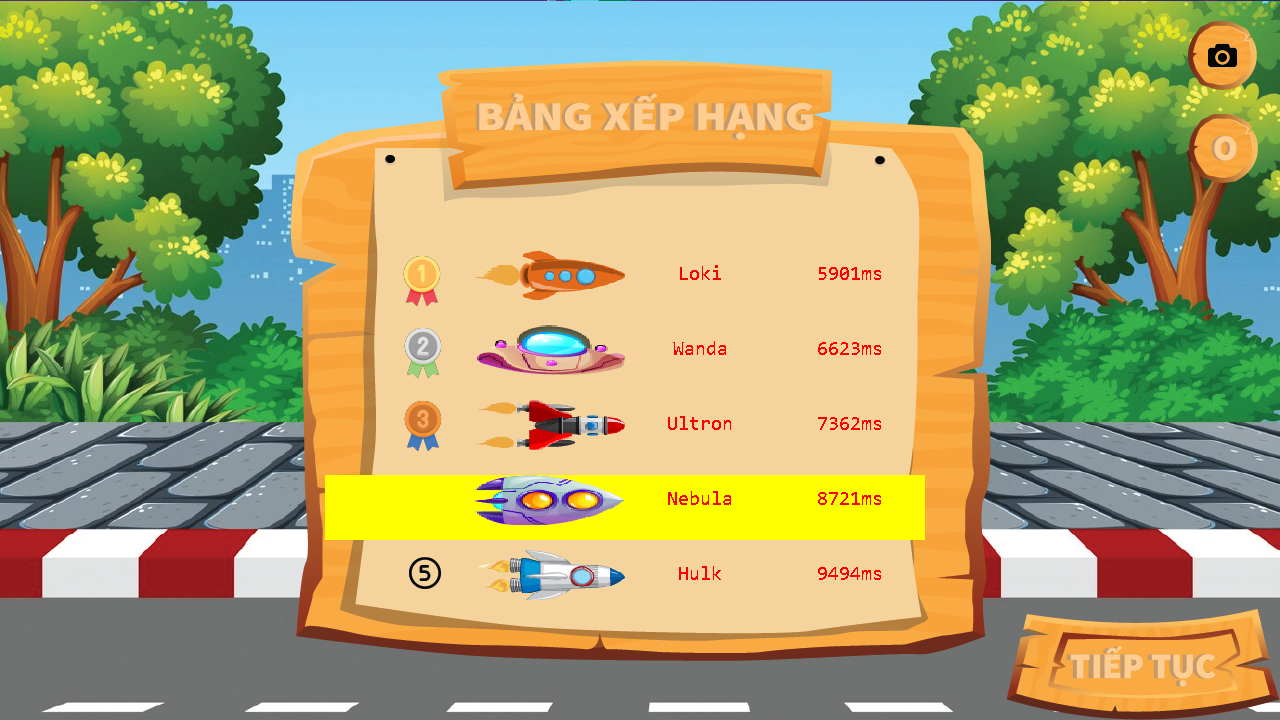 BẢNG XẾP HẠNG
0
1 Loki 5901ms
2 Wanda 6623ms
3 Ultron 7362ms
Nebula 8721ms
5 Hulk 9494ms
TIẾP TỤC